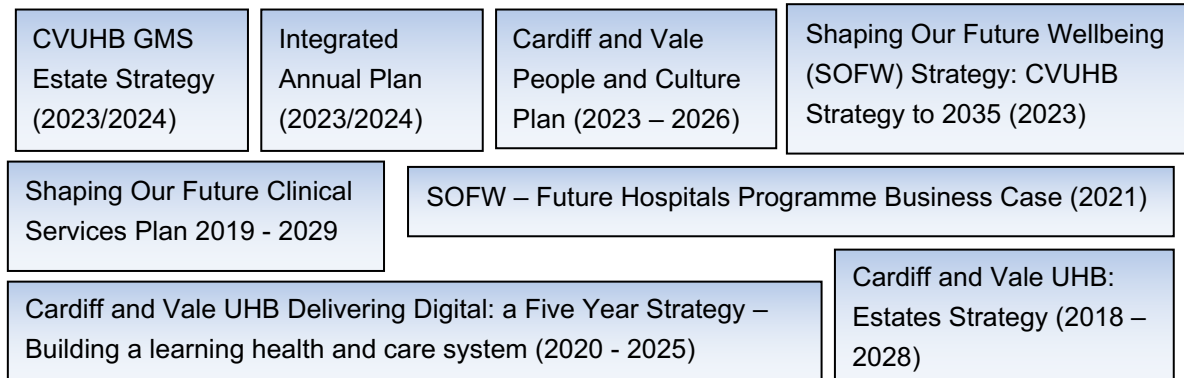 CVUHB GMS
Estate Strategy
(2023/2024)
Integrated
Annual Plan
(2023/2024)
Cardiff and Vale
People and Culture
Plan (2023 – 2026)
Shaping Our Future Wellbeing
(SOFW) Strategy: CVUHB
Strategy to 2035 (2023)
Shaping Our Future Clinical
Services Plan 2019 - 2029
SOFW – Future Hospitals Programme Business Case (2021)
Cardiff and Vale UHB Delivering Digital: a Five Year Strategy –
Building a learning health and care system (2020 - 2025)
Cardiff and Vale UHB:
Estates Strategy (2018 –
2028)